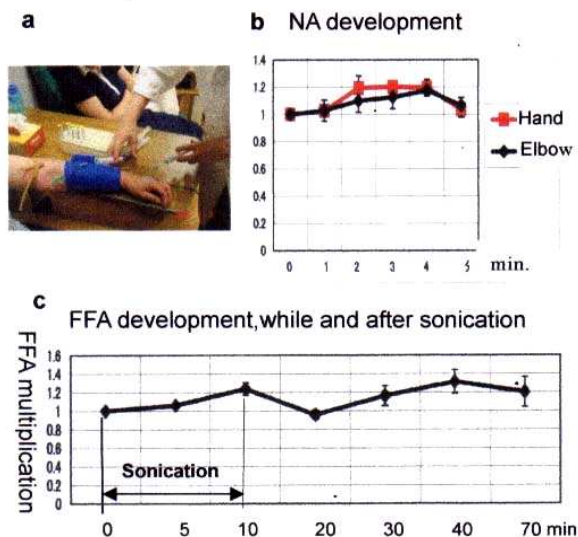 a
b NA development
1.4
1.2
1
0.8
0.6
0.4
0.2
0
0 1 2 3 4 5 min.
Hand
Elbow
c
FFA development,while and after sonication
FFA multiplication
1.6
1.4
1.2
1
0.8
0.6
0.4
0.2
0
Sonication
0 5 10 20 30 40 70 min